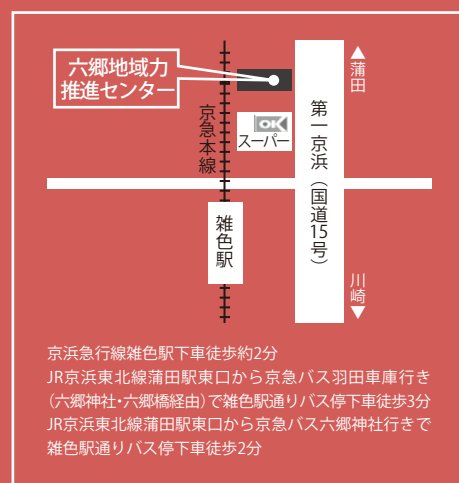 六郷地域力
推進センター
京急本線
OK
スーパー
第一京浜（国道15号）
▲蒲田
雑色駅
川崎▼
京浜急行線雑色駅下車徒歩約2分
JR京浜東北線蒲田駅東口から京急バス羽田車庫行き
（六郷神社・六郷橋経由）で雑色駅通りバス停下車徒歩3分
JR京浜東北線蒲田駅東口から京急バス六郷神社行きで
雑色駅通りバス停下車徒歩2分